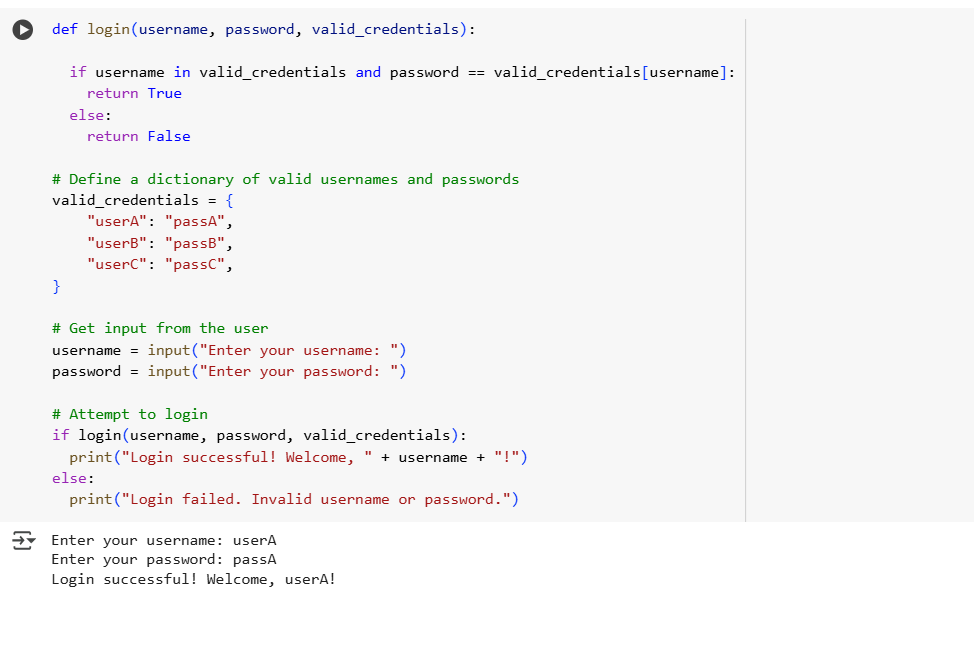 def login(username, password, valid_credentials):
  if username in valid_credentials and password == valid_credentials[username]:
    return True
  else:
    return False
# Define a dictionary of valid usernames and passwords
valid_credentials = {
    "userA": "passA",
    "userB": "passB",
    "userC": "passC",
}
# Get input from the user
username = input("Enter your username: ")
password = input("Enter your password: ")
# Attempt to login
if login(username, password, valid_credentials):
  print("Login successful! Welcome, " + username + "!")
else:
  print("Login failed. Invalid username or password.")
Enter your username: userA
Enter your password: passA
Login successful! Welcome, userA!